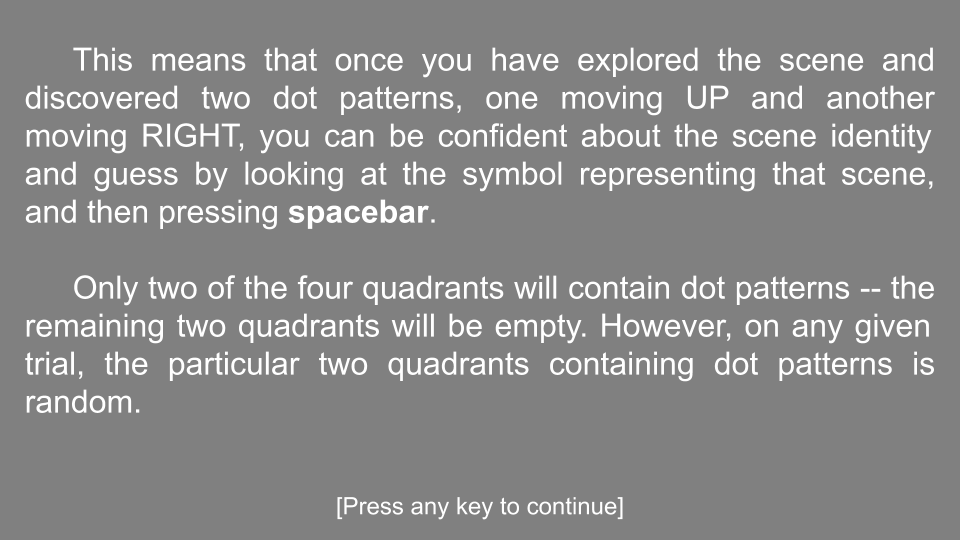 This means that once you have explored the scene and
discovered two dot patterns, one moving UP and another
moving RIGHT, you can be confident about the scene identity
and guess by looking at the symbol representing that scene,
and then pressing spacebar.
Only two of the four quadrants will contain dot patterns -- the
remaining two quadrants will be empty. However, on any given
trial, the particular two quadrants containing dot patterns is
random.
[Press any key to continue]